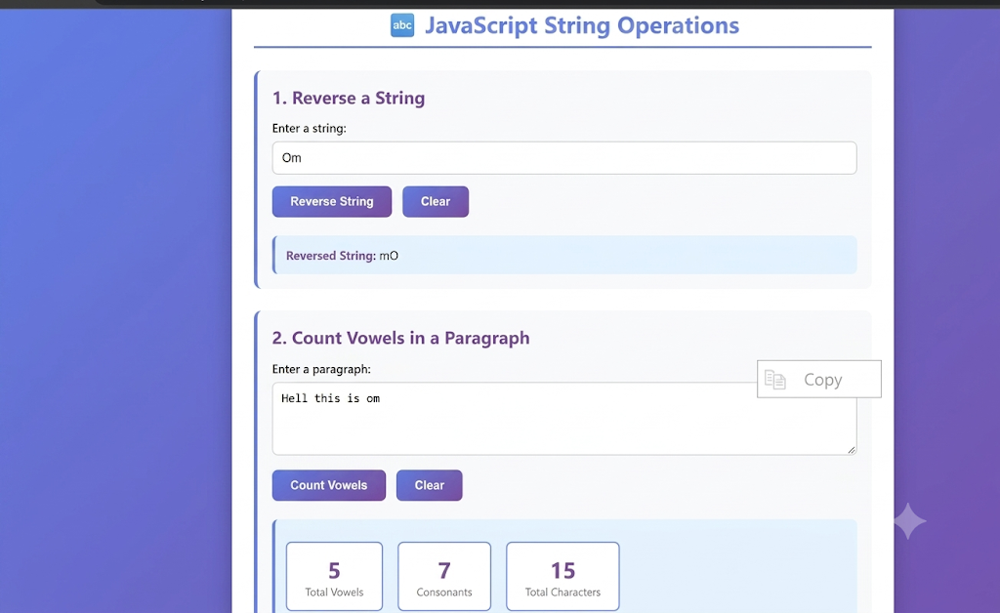 abc JavaScript String Operations
1. Reverse a String
Enter a string:
Om
Reverse String Clear
Reversed String: mO
2. Count Vowels in a Paragraph
Enter a paragraph:
Copy
Hell this is om
Count Vowels Clear
5 7 15
Total Vowels Consonants Total Characters